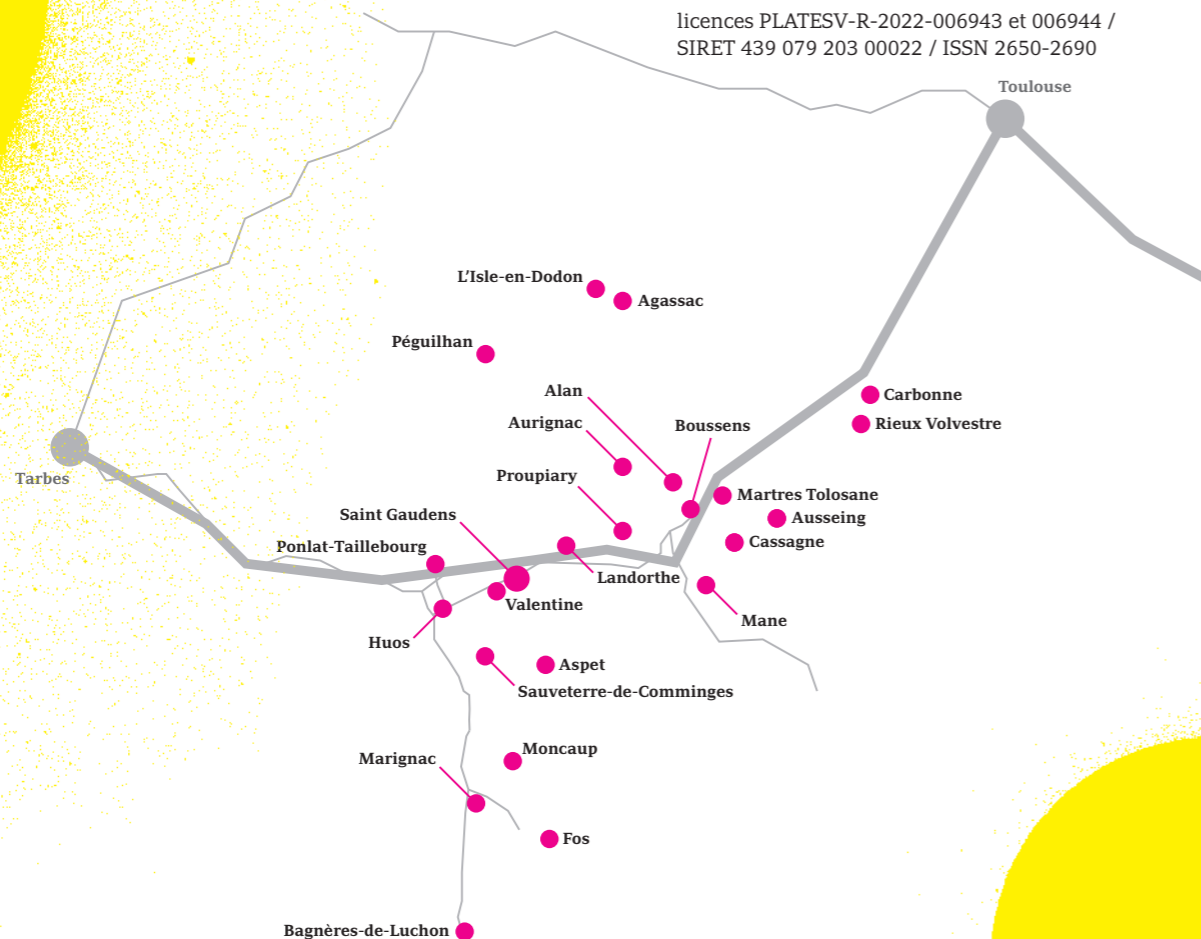 licences PLATESV-R-2022-006943 et 006944 /
SIRET 439 079 203 00022 / ISSN 2650-2690
Toulouse
L’Isle-en-Dodon
Agassac
Péguilhan
Alan
Carbonne
Aurignac
Boussens
Rieux Volvestre
Proupiary
Tarbes
Martres Tolosane
Saint Gaudens
Ausseing
Ponlat-Taillebourg
Cassagne
Landorthe
Valentine
Mane
Huos
Aspet
Sauveterre-de-Comminges
Moncaup
Marignac
Fos
Bagnères-de-Luchon